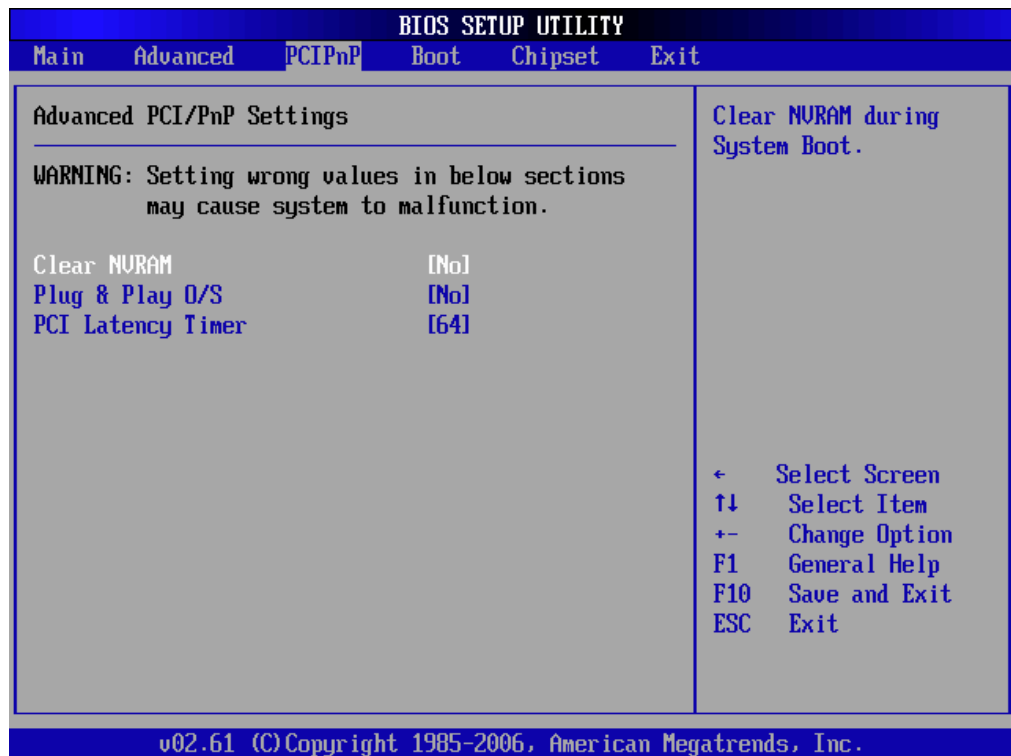 BIOS SETUP UTILITY
Main Advanced PCIPnP Boot Chipset Exit
Advanced PCI/PnP Settings
WARNING: Setting wrong values in below sections
may cause system to malfunction.
Clear NVRAM [No]
Plug & Play O/S [No]
PCI Latency Timer [64]
Clear NVRAM during
System Boot.
← Select Screen
↑↓ Select Item
+- Change Option
F1 General Help
F10 Save and Exit
ESC Exit
v02.61 (C)Copyright 1985-2006, American Megatrends, Inc.